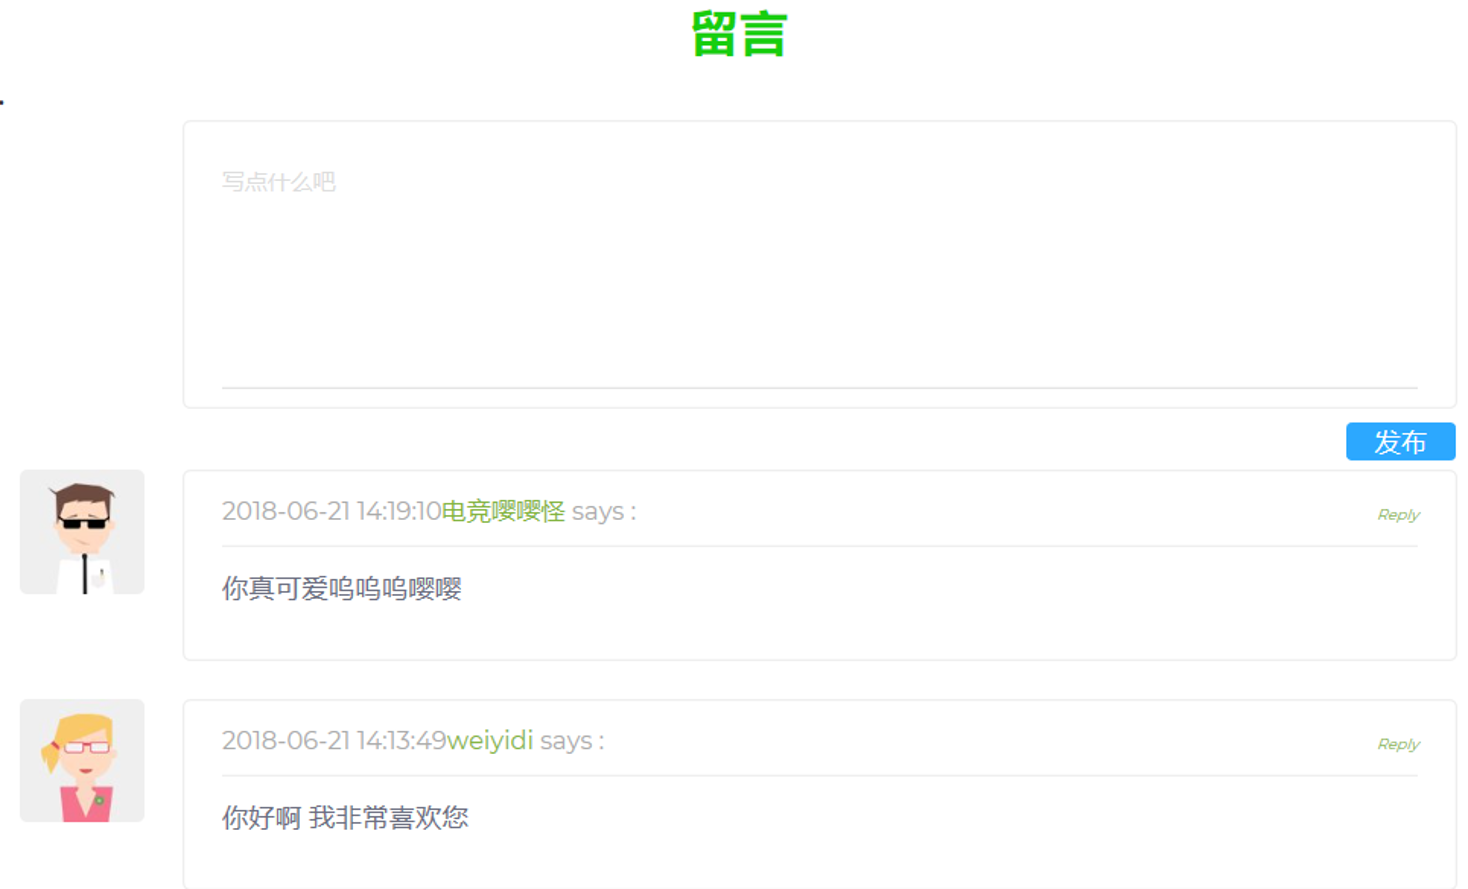 留言
写点什么吧
发布
2018-06-21 14:19:10电竞嘤嘤怪 says :
Reply
你真可爱呜呜呜嘤嘤
2018-06-21 14:13:49weiyidi says :
Reply
你好啊 我非常喜欢您